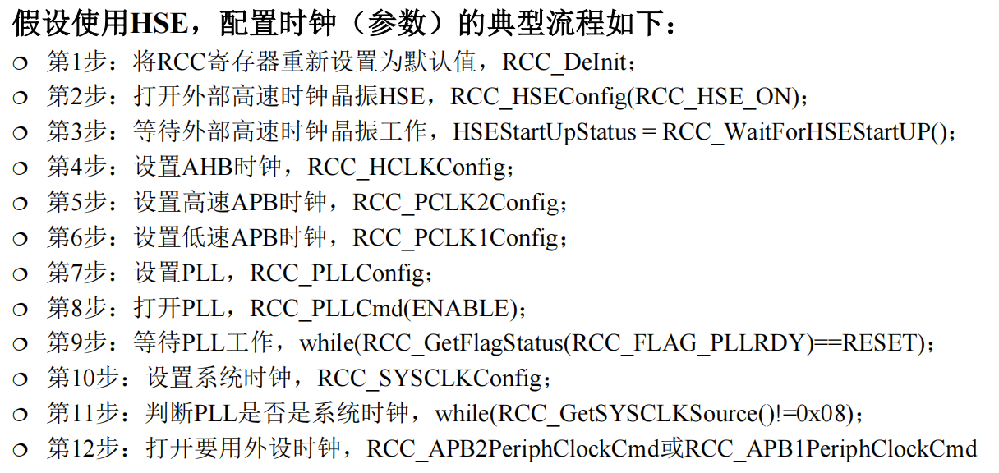 假设使用HSE，配置时钟（参数）的典型流程如下：
❍ 第1步：将RCC寄存器重新设置为默认值，RCC_DeInit；
❍ 第2步：打开外部高速时钟晶振HSE，RCC_HSEConfig(RCC_HSE_ON)；
❍ 第3步：等待外部高速时钟晶振工作，HSEStartUpStatus = RCC_WaitForHSEStartUP()；
❍ 第4步：设置AHB时钟，RCC_HCLKConfig；
❍ 第5步：设置高速APB时钟，RCC_PCLK2Config；
❍ 第6步：设置低速APB时钟，RCC_PCLK1Config；
❍ 第7步：设置PLL，RCC_PLLConfig；
❍ 第8步：打开PLL，RCC_PLLCmd(ENABLE)；
❍ 第9步：等待PLL工作，while(RCC_GetFlagStatus(RCC_FLAG_PLLRDY)==RESET)；
❍ 第10步：设置系统时钟，RCC_SYSCLKConfig；
❍ 第11步：判断PLL是否是系统时钟，while(RCC_GetSYSCLKSource()!=0x08)；
❍ 第12步：打开要用外设时钟，RCC_APB2PeriphClockCmd或RCC_APB1PeriphClockCmd